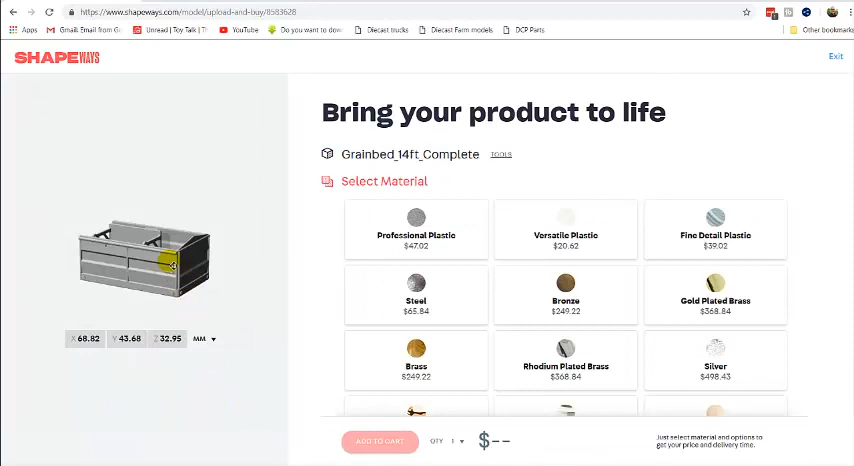 https://www.shapeways.com/model/upload-and-buy/8583628
Apps
Gmail: Email from Go
Unread | Toy Talk | Th
YouTube
Do you want to dow
Diecast trucks
Diecast Farm models
DCP Parts
Other bookmarks
SHAPEWAYS
Exit
Bring your product to life
Grainbed_14ft_Complete TOOLS
Select Material
Professional Plastic
$47.02
Versatile Plastic
$20.62
Fine Detail Plastic
$39.02
Steel
$65.84
Bronze
$249.22
Gold Plated Brass
$368.84
Brass
$249.22
Rhodium Plated Brass
$368.84
Silver
$498.43
X 68.82 Y 43.68 Z 32.95 MM
ADD TO CART
QTY 1
$--
Just select material and options to
get your price and delivery time.